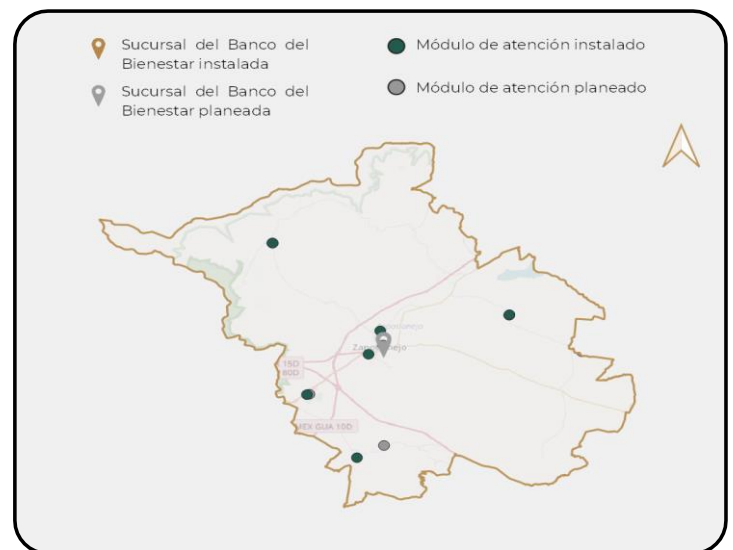 Sucursal del Banco del
Bienestar instalada
Módulo de atención instalado
Sucursal del Banco del
Bienestar planeada
Módulo de atención planeado
15D
80D